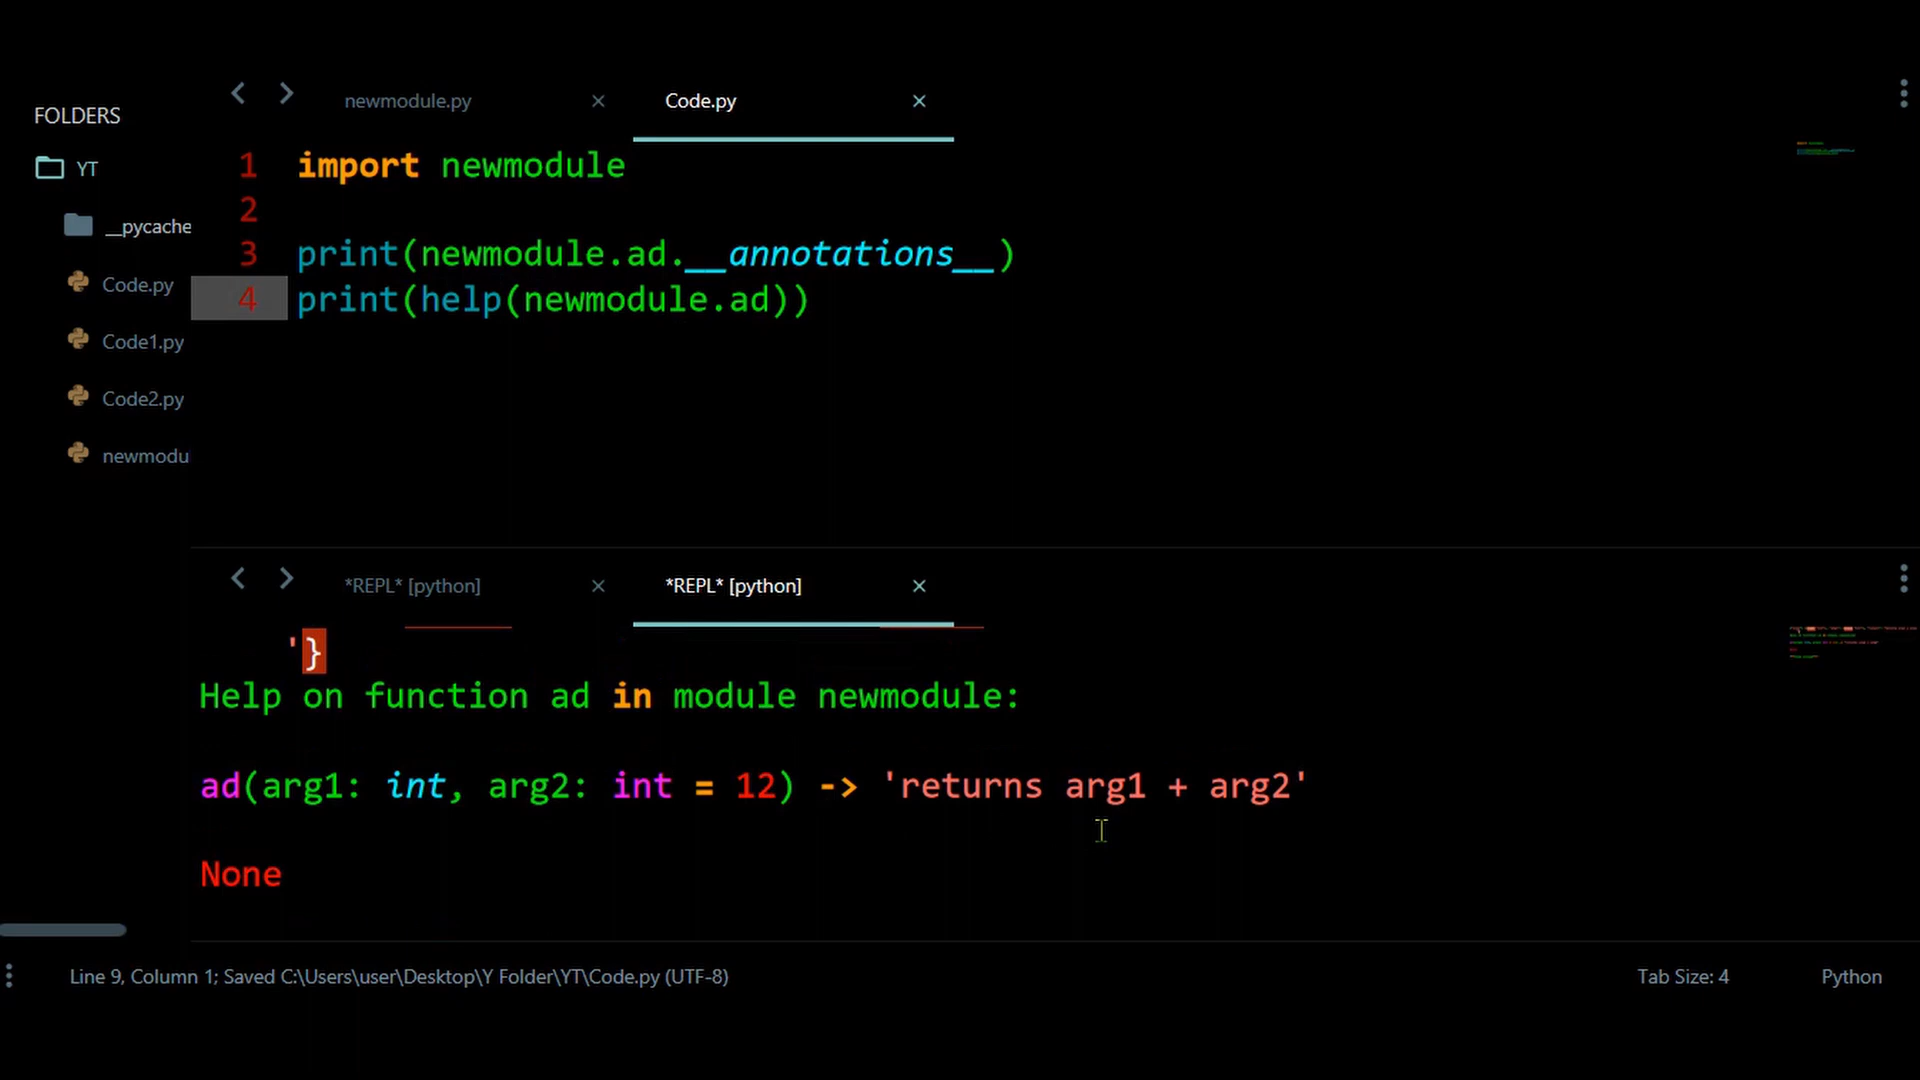 FOLDERS
YT
__pycache
Code.py
Code1.py
Code2.py
newmodu
newmodule.py
Code.py
1 import newmodule
2
3 print(newmodule.ad.__annotations__)
4 print(help(newmodule.ad))
*REPL* [python]
*REPL* [python]
'}
Help on function ad in module newmodule:
ad(arg1: int, arg2: int = 12) -> 'returns arg1 + arg2'
None
Line 9, Column 1; Saved C:\Users\user\Desktop\Y Folder\YT\Code.py (UTF-8)
Tab Size: 4
Python